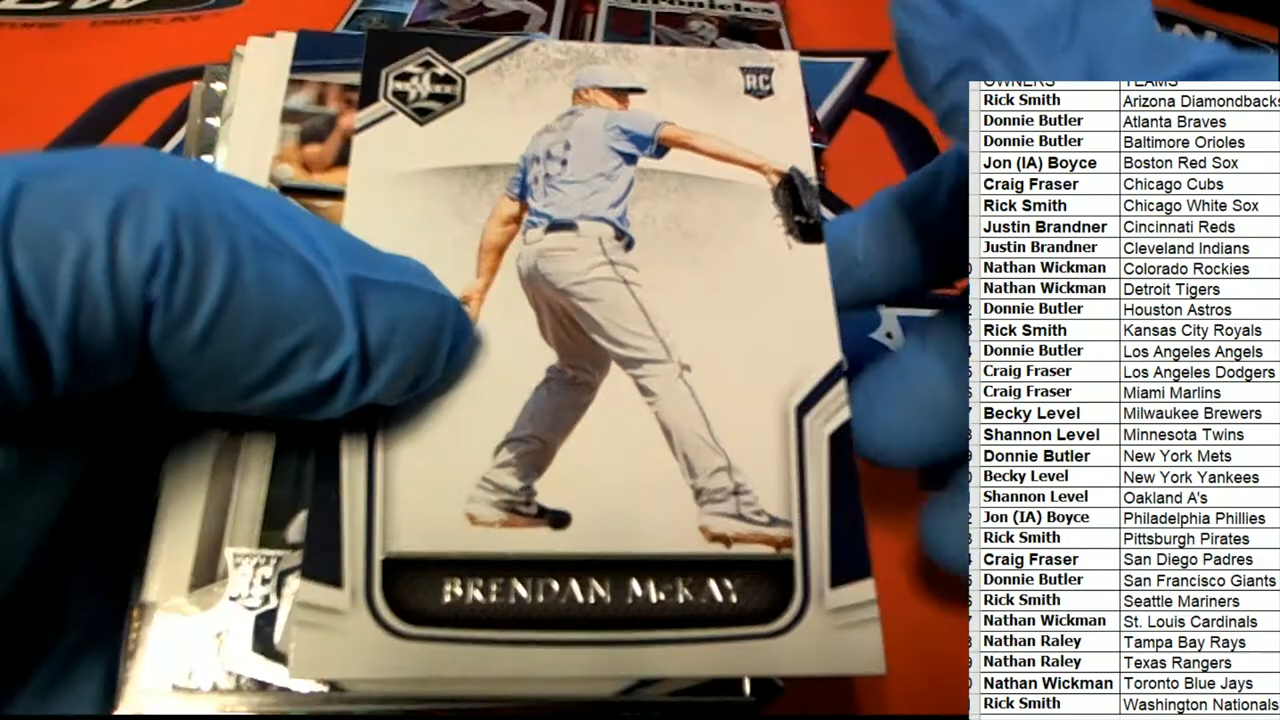 Chronicles
RC
BRENDAN McKAY
RC
OWNERS TEAMS
Rick Smith Arizona Diamondbacks
Donnie Butler Atlanta Braves
Donnie Butler Baltimore Orioles
Jon (IA) Boyce Boston Red Sox
Craig Fraser Chicago Cubs
Rick Smith Chicago White Sox
Justin Brandner Cincinnati Reds
Justin Brandner Cleveland Indians
Nathan Wickman Colorado Rockies
Nathan Wickman Detroit Tigers
Donnie Butler Houston Astros
Rick Smith Kansas City Royals
Donnie Butler Los Angeles Angels
Craig Fraser Los Angeles Dodgers
Craig Fraser Miami Marlins
Becky Level Milwaukee Brewers
Shannon Level Minnesota Twins
Donnie Butler New York Mets
Becky Level New York Yankees
Shannon Level Oakland A's
Jon (IA) Boyce Philadelphia Phillies
Rick Smith Pittsburgh Pirates
Craig Fraser San Diego Padres
Donnie Butler San Francisco Giants
Rick Smith Seattle Mariners
Nathan Wickman St. Louis Cardinals
Nathan Raley Tampa Bay Rays
Nathan Raley Texas Rangers
Nathan Wickman Toronto Blue Jays
Rick Smith Washington Nationals